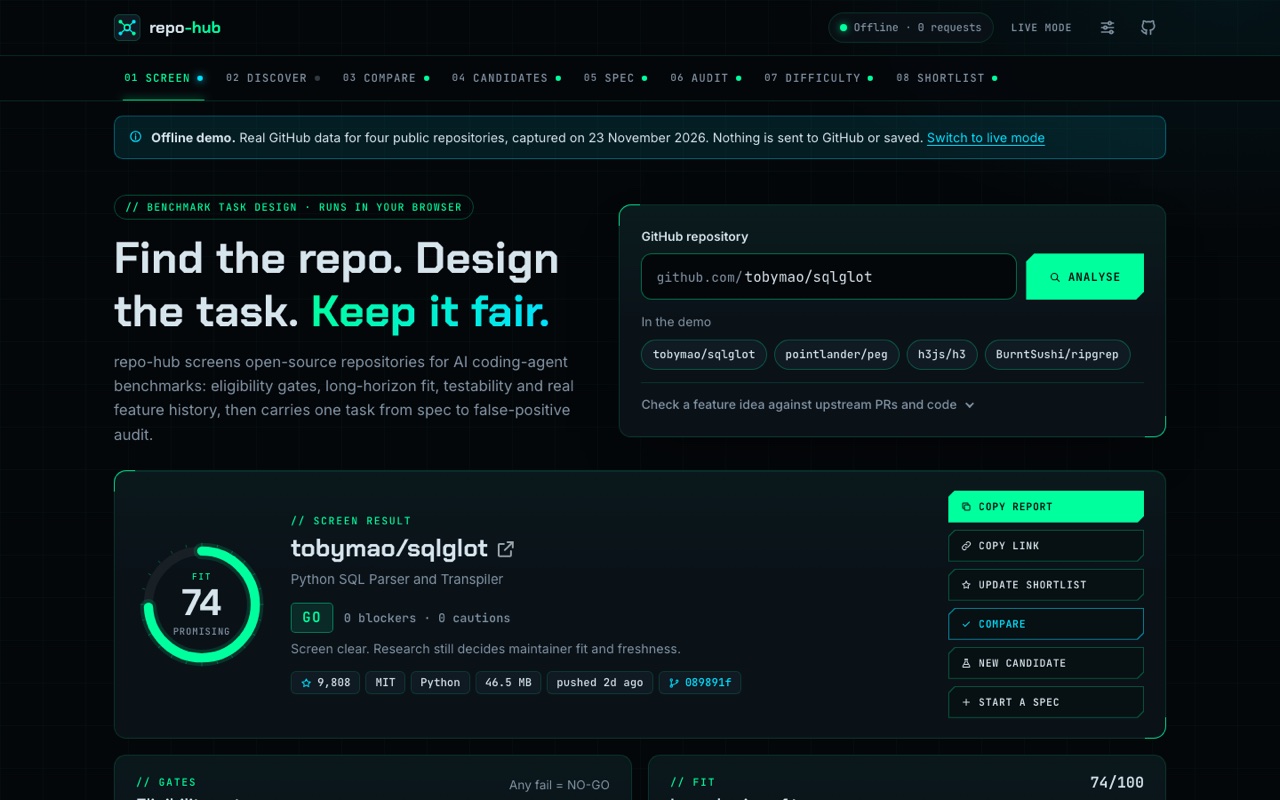 repo-hub
Offline · 0 requests
LIVE MODE
01 SCREEN
02 DISCOVER
03 COMPARE
04 CANDIDATES
05 SPEC
06 AUDIT
07 DIFFICULTY
08 SHORTLIST
Offline demo. Real GitHub data for four public repositories, captured on 23 November 2026. Nothing is sent to GitHub or saved. Switch to live mode
// BENCHMARK TASK DESIGN · RUNS IN YOUR BROWSER
Find the repo. Design
the task. Keep it fair.
repo-hub screens open-source repositories for AI coding-agent
benchmarks: eligibility gates, long-horizon fit, testability and real
feature history, then carries one task from spec to false-positive
audit.
GitHub repository
github.com/tobymao/sqlglot
ANALYSE
In the demo
tobymao/sqlglot
pointlander/peg
h3js/h3
BurntSushi/ripgrep
Check a feature idea against upstream PRs and code
FIT
74
PROMISING
// SCREEN RESULT
tobymao/sqlglot
Python SQL Parser and Transpiler
GO
0 blockers · 0 cautions
Screen clear. Research still decides maintainer fit and freshness.
9,808
MIT
Python
46.5 MB
pushed 2d ago
089891f
COPY REPORT
COPY LINK
UPDATE SHORTLIST
COMPARE
NEW CANDIDATE
START A SPEC
// GATES
Any fail = NO-GO
// FIT
74/100